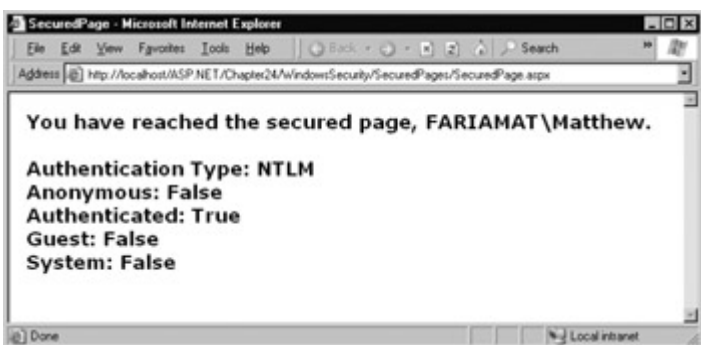 SecuredPage - Microsoft Internet Explorer
File Edit View Favorites Tools Help Back Search »
Address http://localhost/ASP.NET/Chapter24/WindowsSecurity/SecuredPages/SecuredPage.aspx
You have reached the secured page, FARIAMAT\Matthew.
Authentication Type: NTLM
Anonymous: False
Authenticated: True
Guest: False
System: False
Done Local intranet